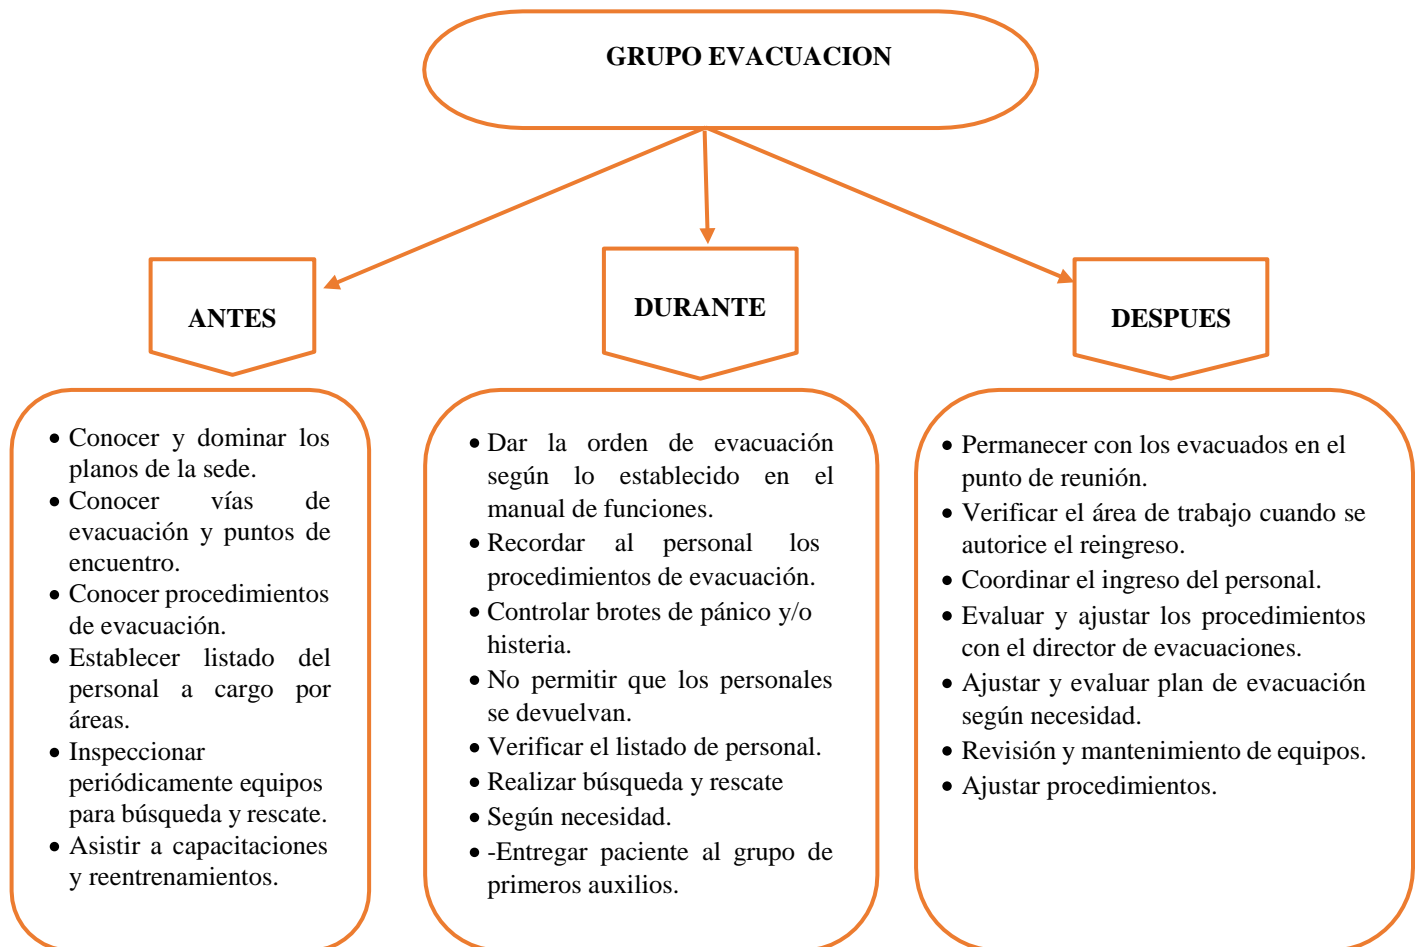 GRUPO EVACUACION
ANTES
• Conocer y dominar los
planos de la sede.
• Conocer vías de
evacuación y puntos de
encuentro.
• Conocer procedimientos
de evacuación.
• Establecer listado del
personal a cargo por
áreas.
• Inspeccionar
periódicamente equipos
para búsqueda y rescate.
• Asistir a capacitaciones
y reentrenamientos.
DURANTE
• Dar la orden de evacuación
según lo establecido en el
manual de funciones.
• Recordar al personal los
procedimientos de evacuación.
• Controlar brotes de pánico y/o
histeria.
• No permitir que los personales
se devuelvan.
• Verificar el listado de personal.
• Realizar búsqueda y rescate
• Según necesidad.
• -Entregar paciente al grupo de
primeros auxilios.
DESPUES
• Permanecer con los evacuados en el
punto de reunión.
• Verificar el área de trabajo cuando se
autorice el reingreso.
• Coordinar el ingreso del personal.
• Evaluar y ajustar los procedimientos
con el director de evacuaciones.
• Ajustar y evaluar plan de evacuación
según necesidad.
• Revisión y mantenimiento de equipos.
• Ajustar procedimientos.